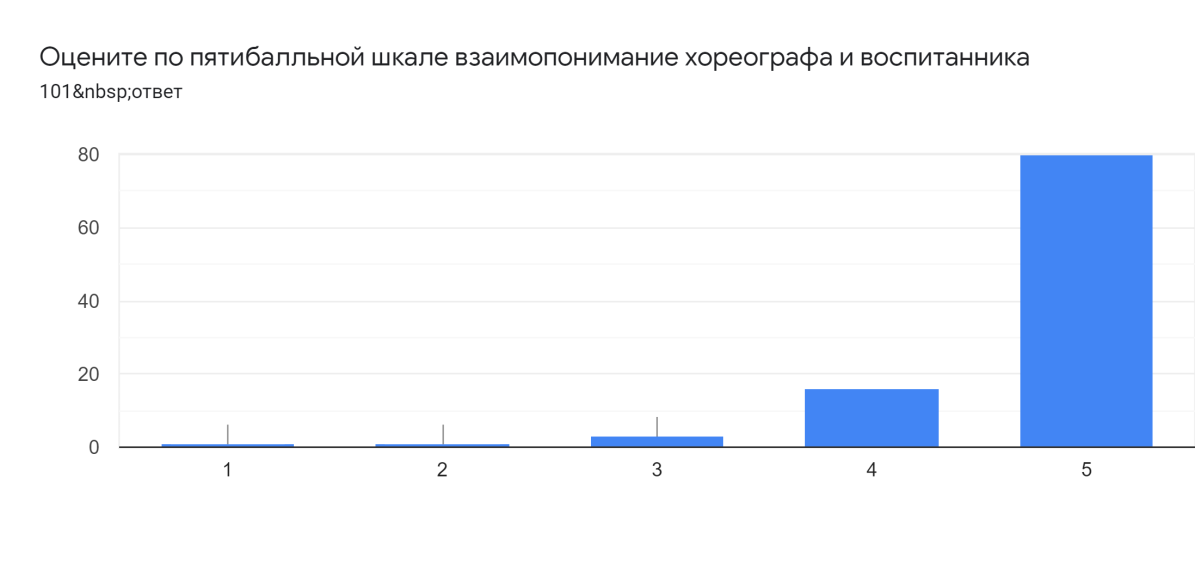 Оцените по пятибалльной шкале взаимопонимание хореографа и воспитанника
101&nbsp;ответ
80
60
40
20
0
1 2 3 4 5